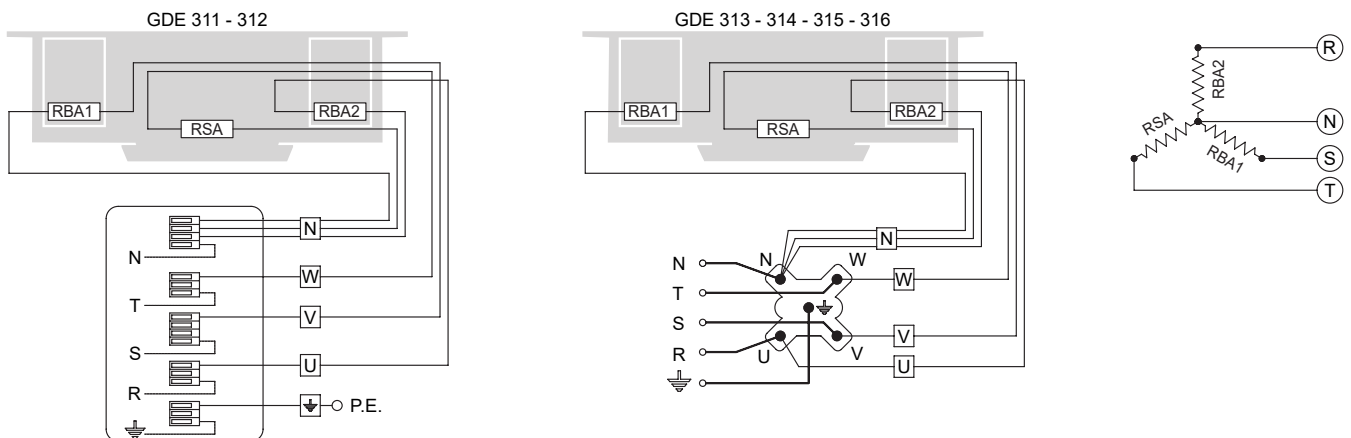 GDE 311 - 312
RBA1
RBA2
RSA
N
N
W
T
V
S
U
R
P.E.
GDE 313 - 314 - 315 - 316
RBA1
RBA2
RSA
N
N
N
W
T
W
S
V
R
U
V
U
R
RBA2
RSA
N
RBA1
S
T